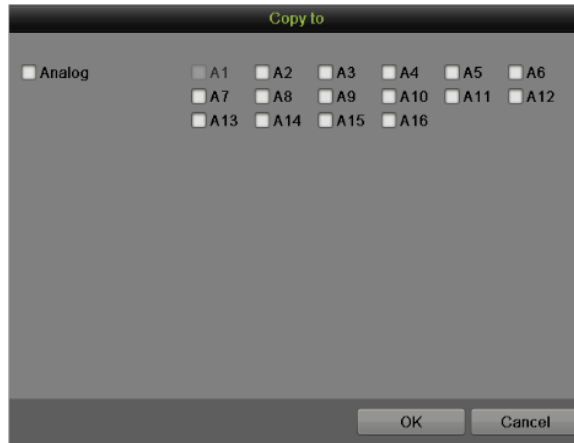 Copy to
Analog A1 A2 A3 A4 A5 A6
A7 A8 A9 A10 A11 A12
A13 A14 A15 A16
OK Cancel